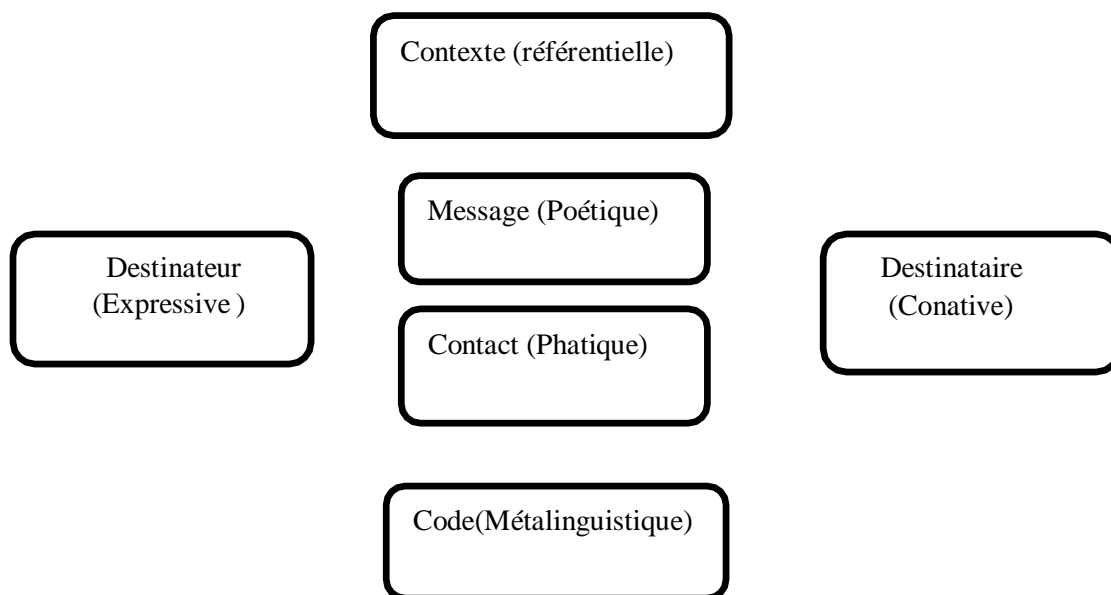 Contexte (référentielle)
Message (Poétique)
Destinateur
(Expressive )
Destinataire
(Conative)
Contact (Phatique)
Code(Métalinguistique)